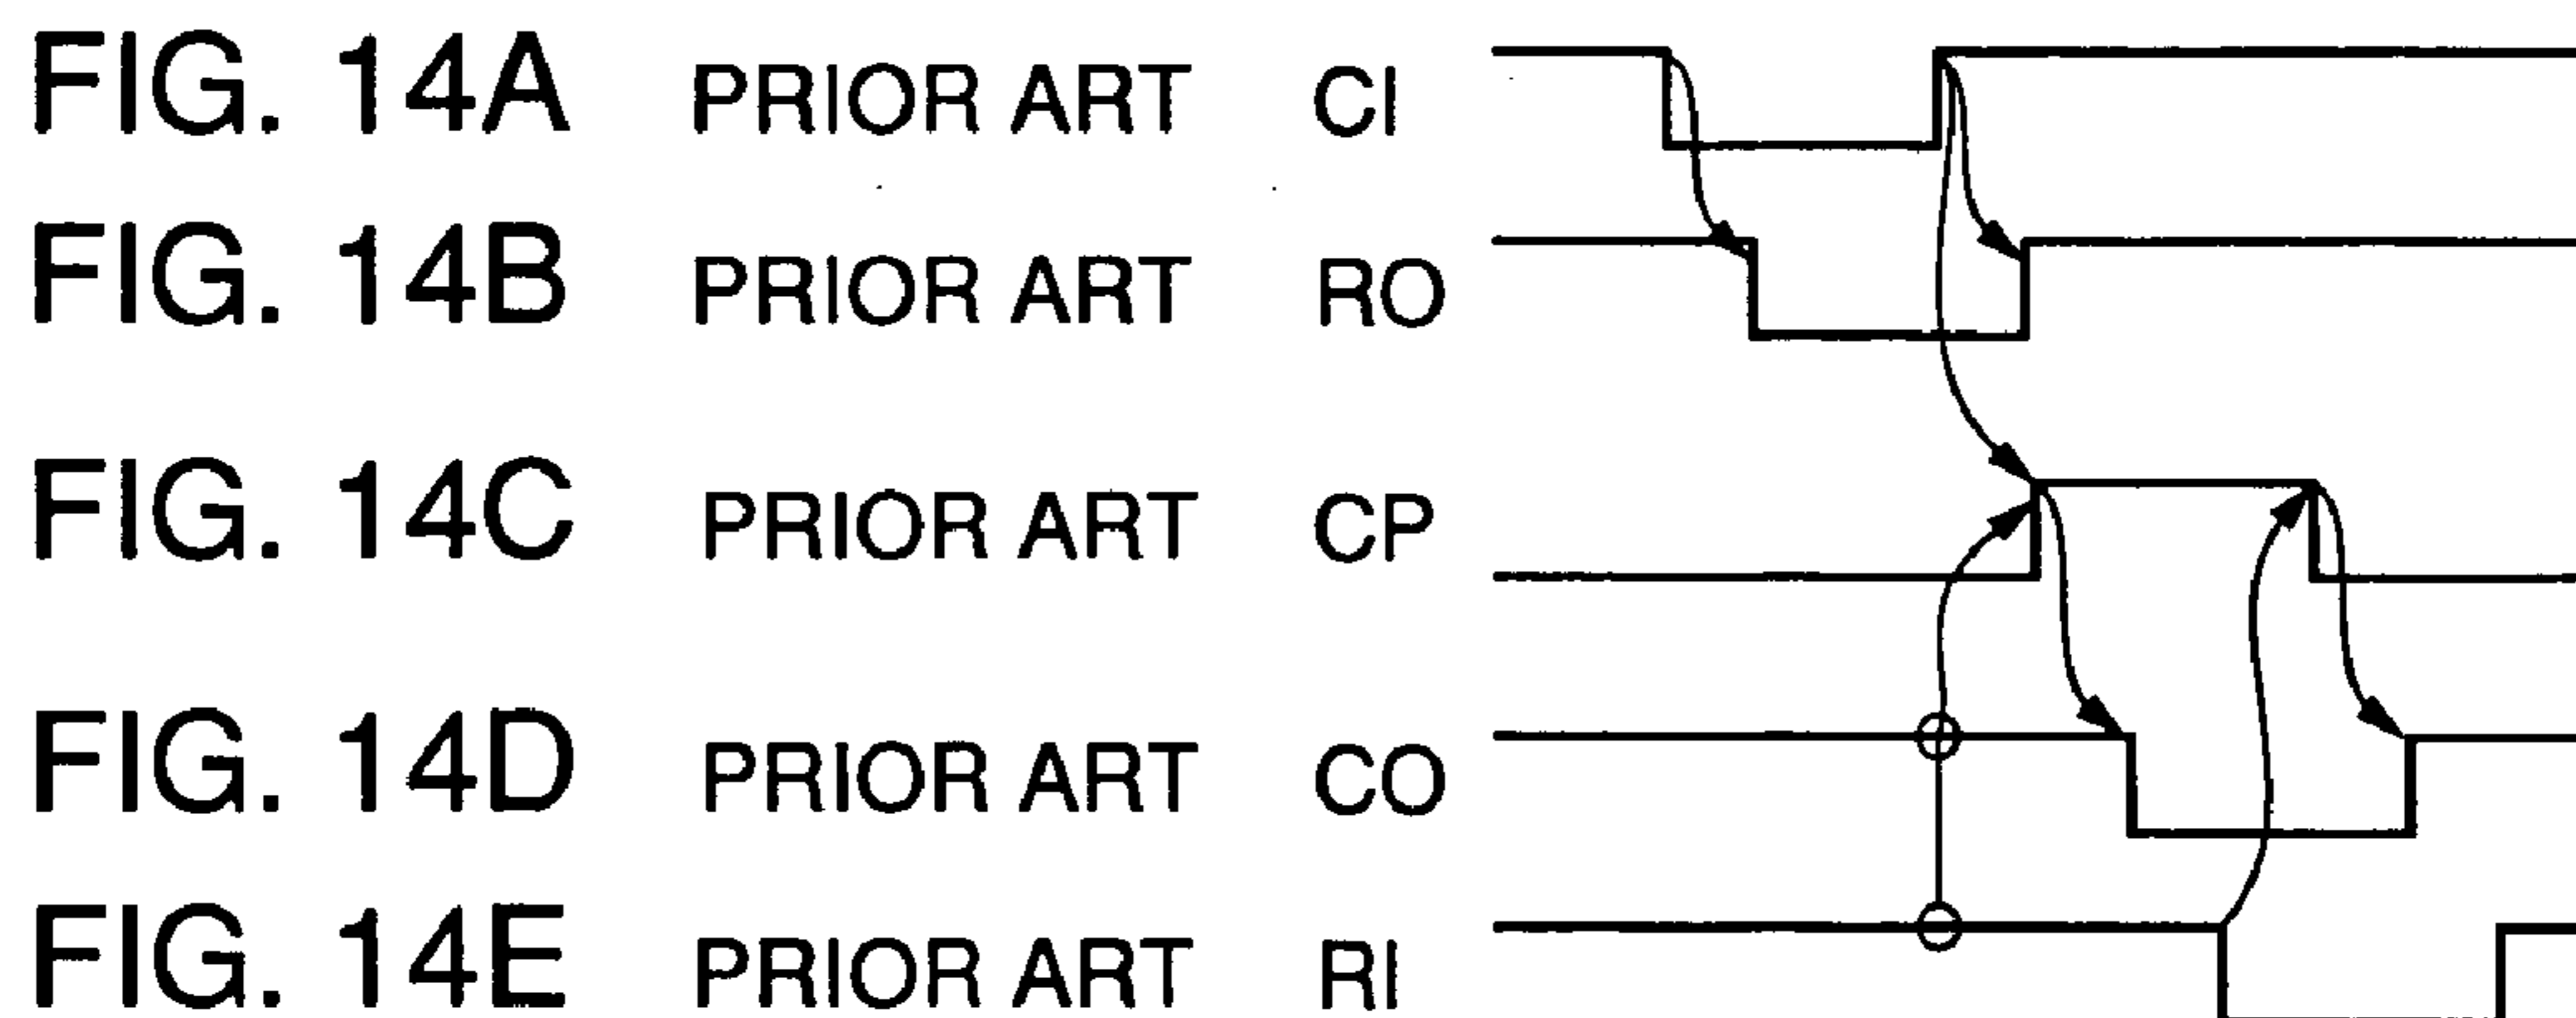 FIG. 14A PRIOR ART CI
FIG. 14B PRIOR ART RO
FIG. 14C PRIOR ART CP
FIG. 14D PRIOR ART CO
FIG. 14E PRIOR ART RI